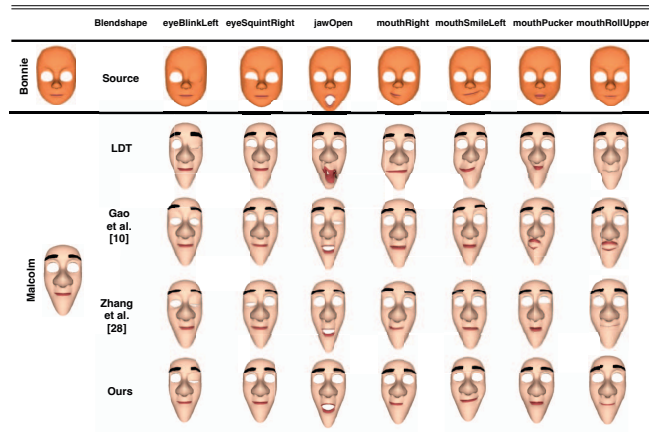 Blendshape eyeBlinkLeft eyeSquintRight jawOpen mouthRight mouthSmileLeft mouthPucker mouthRollUpper
Bonnie
Source
LDT
Gao
et al.
[10]
Malcolm
Zhang
et al.
[28]
Ours